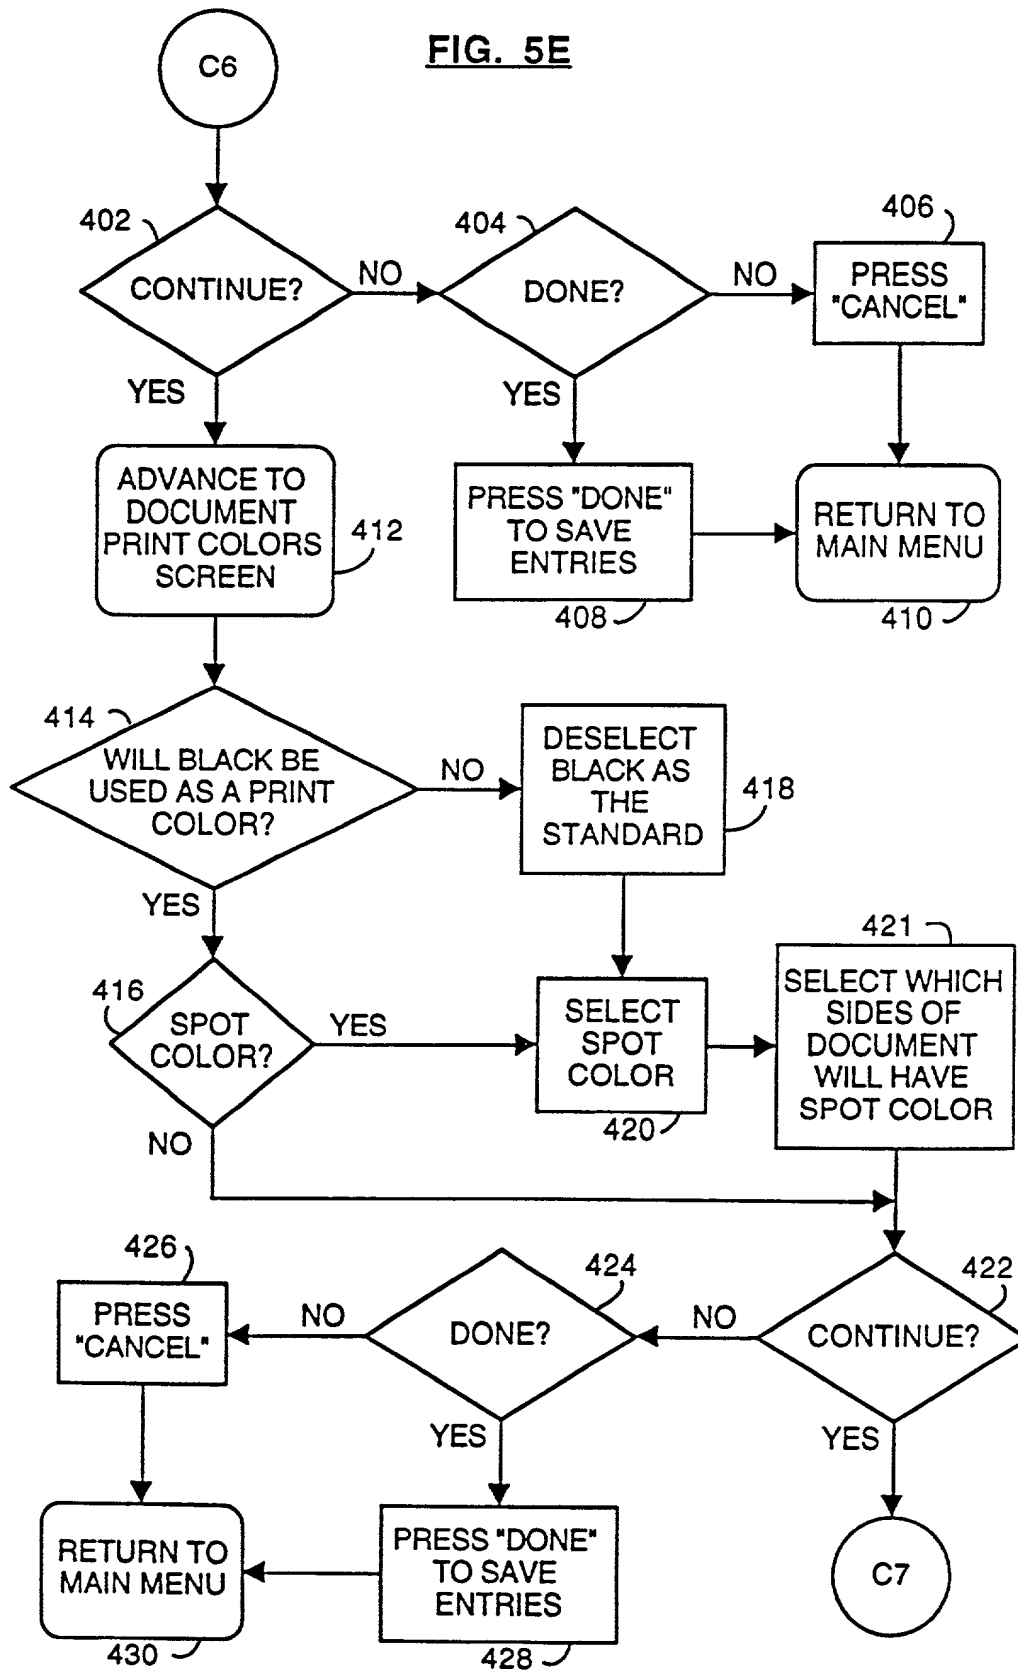 FIG. 5E
C6
402
CONTINUE?
NO
404
DONE?
NO
406
PRESS
"CANCEL"
YES
YES
ADVANCE TO
DOCUMENT
PRINT COLORS
SCREEN
412
PRESS "DONE"
TO SAVE
ENTRIES
408
RETURN TO
MAIN MENU
410
414
WILL BLACK BE
USED AS A PRINT
COLOR?
NO
DESELECT
BLACK AS
THE
STANDARD
418
YES
416
SPOT
COLOR?
YES
SELECT
SPOT
COLOR
420
421
SELECT WHICH
SIDES OF
DOCUMENT
WILL HAVE
SPOT COLOR
NO
426
PRESS
"CANCEL"
NO
424
DONE?
NO
422
CONTINUE?
YES
YES
RETURN TO
MAIN MENU
430
PRESS "DONE"
TO SAVE
ENTRIES
428
C7